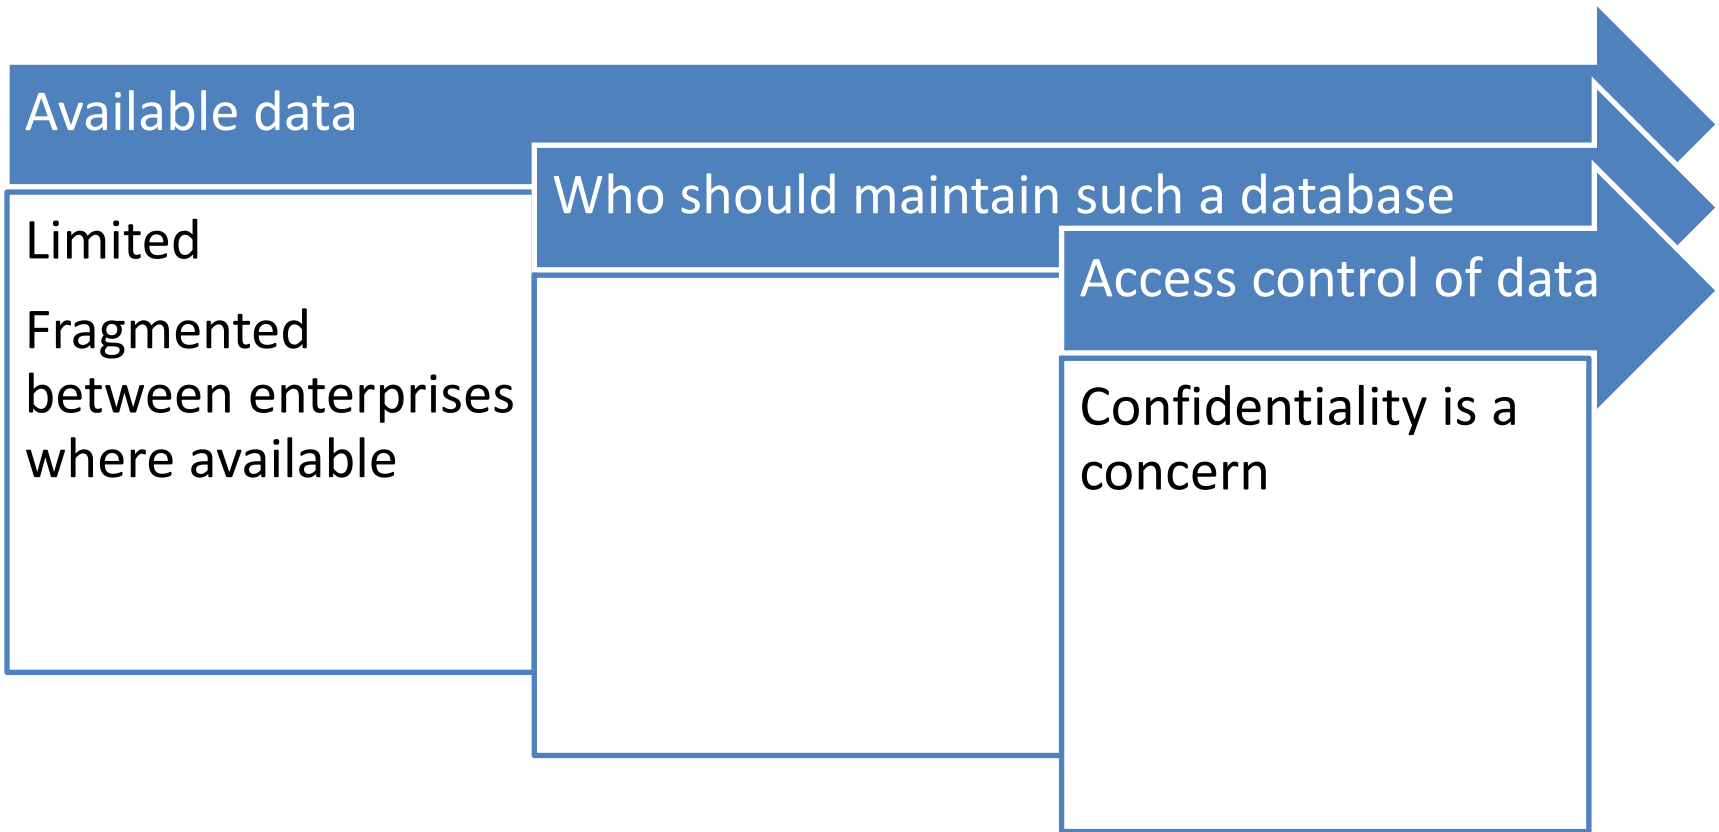 Available data
Limited
Fragmented
between enterprises
where available
Who should maintain such a database
Access control of data
Confidentiality is a
concern